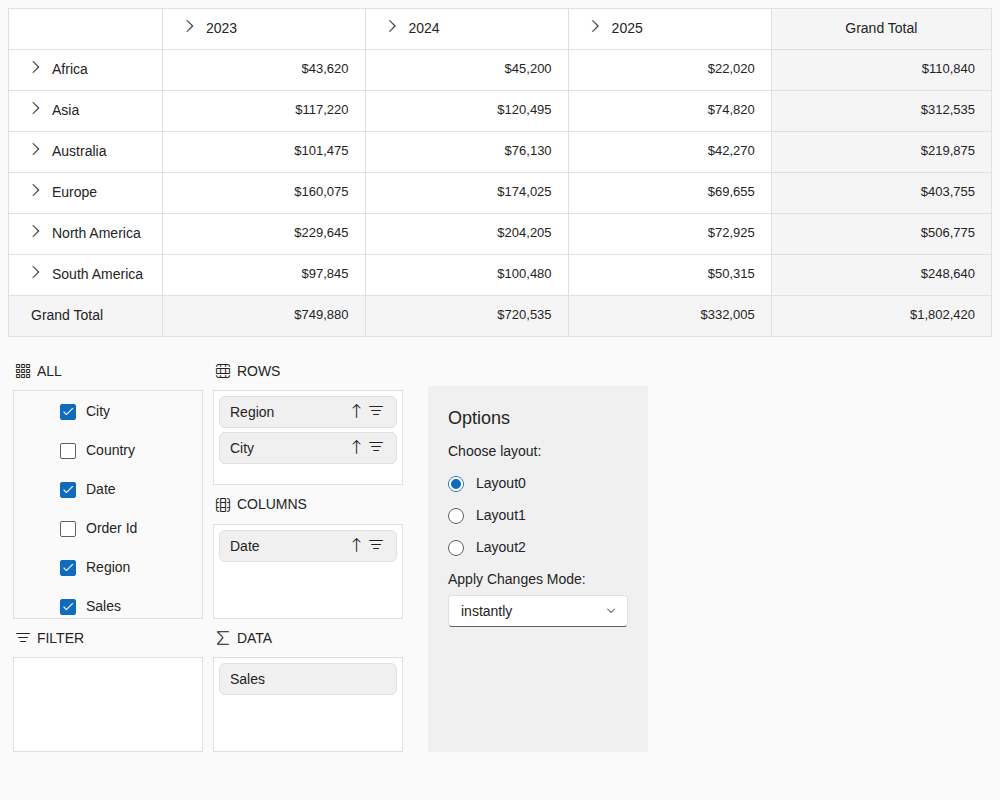 2023 2024 2025 Grand Total
Africa $43,620 $45,200 $22,020 $110,840
Asia $117,220 $120,495 $74,820 $312,535
Australia $101,475 $76,130 $42,270 $219,875
Europe $160,075 $174,025 $69,655 $403,755
North America $229,645 $204,205 $72,925 $506,775
South America $97,845 $100,480 $50,315 $248,640
Grand Total $749,880 $720,535 $332,005 $1,802,420
ALL
City
Country
Date
Order Id
Region
Sales
FILTER
ROWS
Region
City
COLUMNS
Date
DATA
Sales
Options
Choose layout:
Layout0
Layout1
Layout2
Apply Changes Mode:
instantly